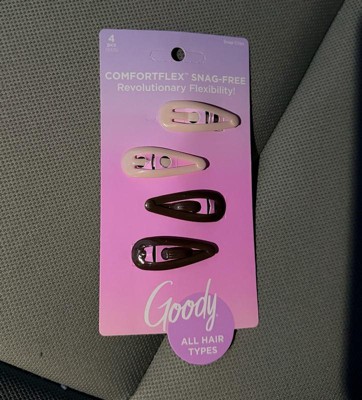 4
COMFORTFLEX™ SNAG-FREE
Revolutionary Flexibility!
Goody
ALL HAIR
TYPES